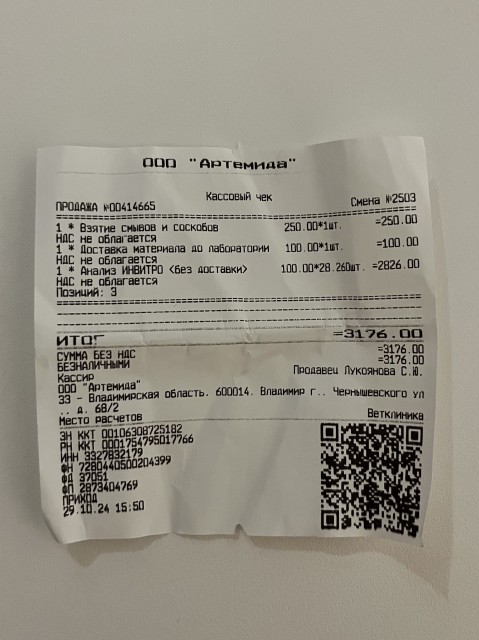 ООО "Артемида"
Кассовый чек
ПРОДАЖА №00414665 Смена №2503
1 * Взятие смывов и соскобов 250.00*1шт. =250.00
НДС не облагается
1 * Доставка материала до лаборатории 100.00*1шт. =100.00
НДС не облагается
1 * Анализ ИНВИТРО <без доставки> 100.00*28.260шт. =2826.00
НДС не облагается
Позиций: 3
ИТОГ =3176.00
СУММА БЕЗ НДС =3176.00
БЕЗНАЛИЧНЫМИ =3176.00
Кассир Продавец Лукоянова С.Ю.
ООО "Артемида"
33 - Владимирская область. 600014. Владимир г.. Чернышевского ул
.. д. 68/2
Место расчетов Ветклиника
ЗН ККТ 00106308725182
РН ККТ 0001754795017766
ИНН 3327832179
ФН 7280440500204399
ФД 37051
ФП 2873404769
ПРИХОД
29.10.24 15:50